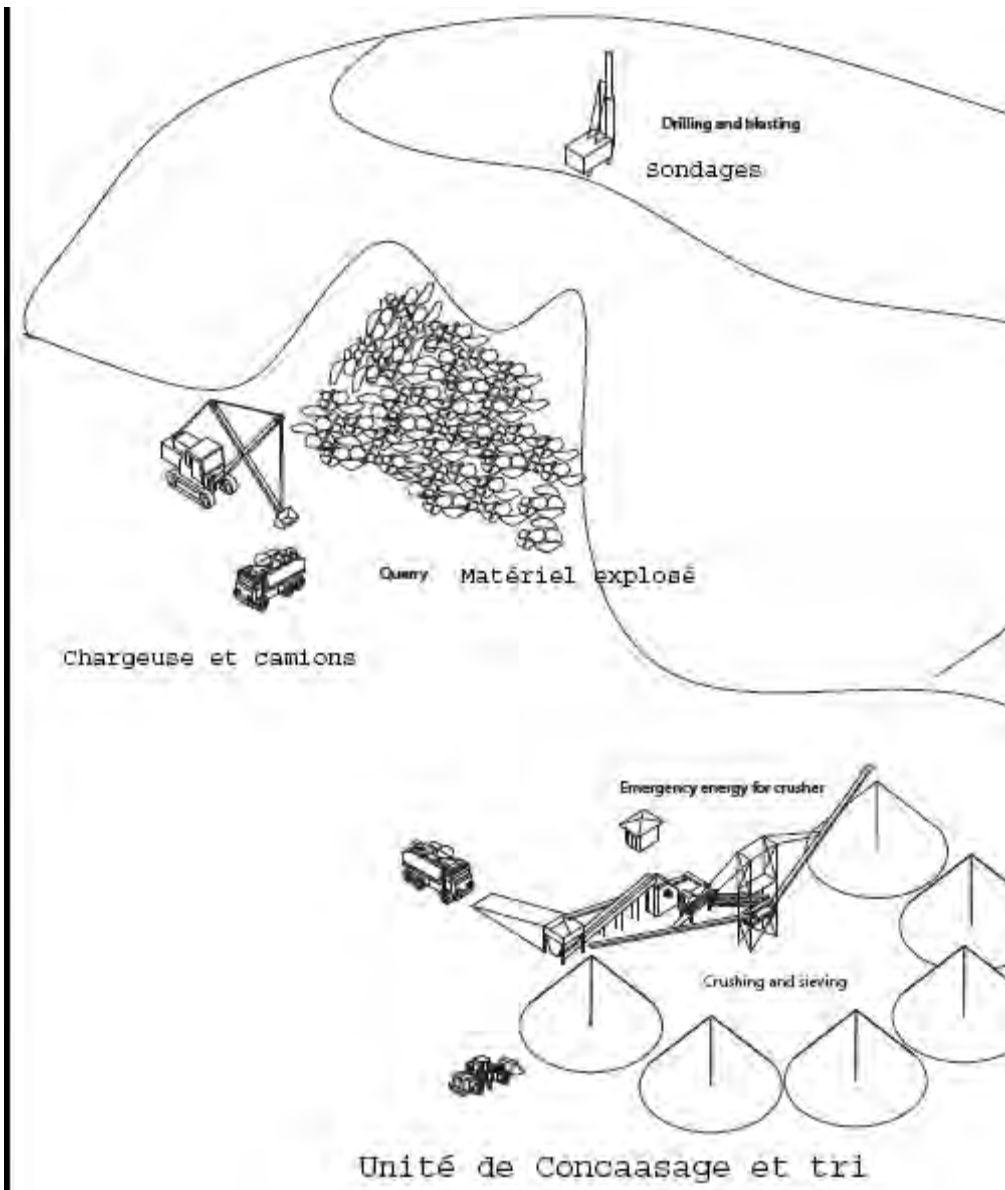 Drilling and blasting
Sondages
Quarry Matériel explosé
Chargeuse et camions
Emergency energy for crusher
Crushing and sieving
Unité de Concaasage et tri